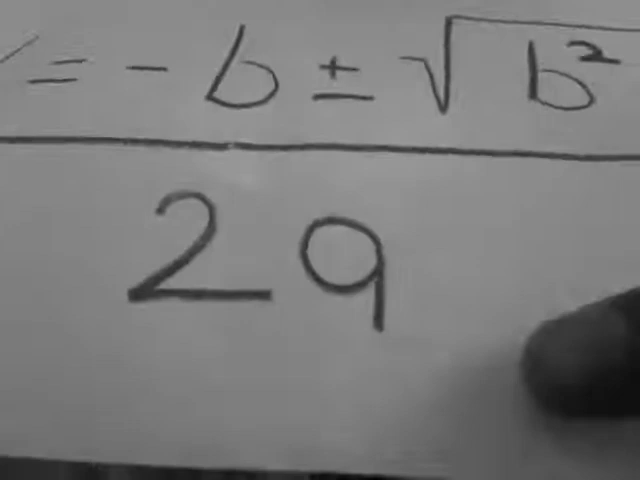 = -b ± √b²
2a